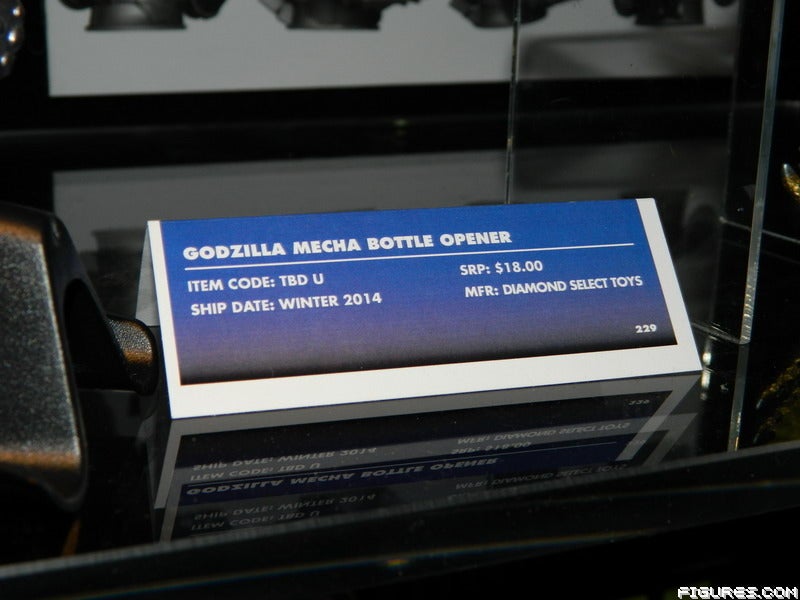 GODZILLA MECHA BOTTLE OPENER
ITEM CODE: TBD U
SRP: $18.00
SHIP DATE: WINTER 2014
MFR: DIAMOND SELECT TOYS
229
FIGURES.COM